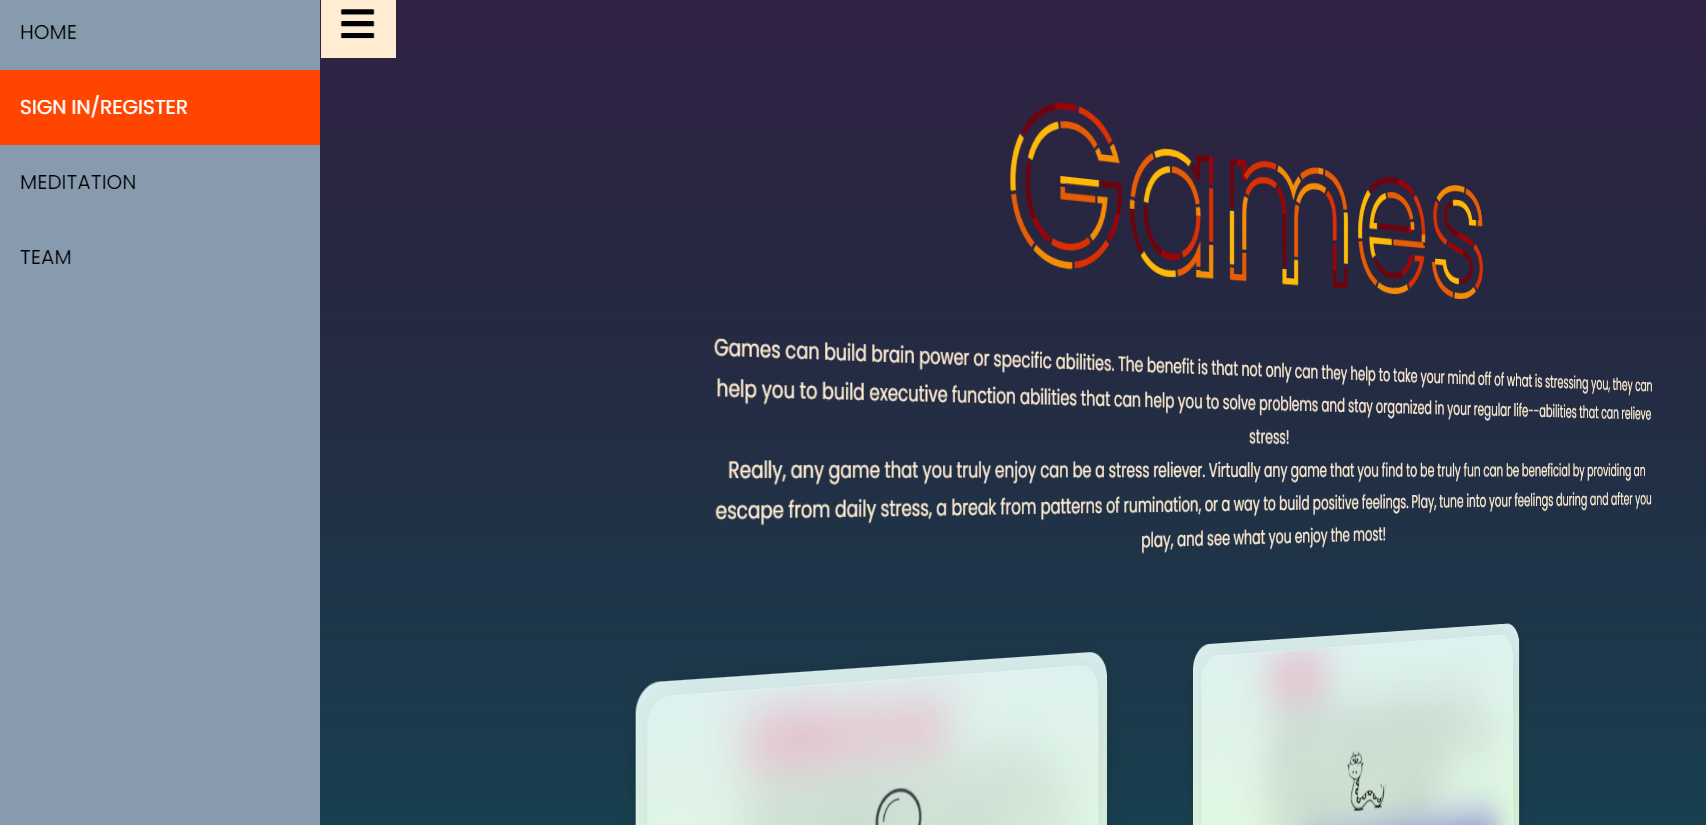 HOME
SIGN IN/REGISTER
MEDITATION
TEAM
Games
Games can build brain power or specific abilities. The benefit is that not only can they help to take your mind off of what is stressing you, they can
help you to build executive function abilities that can help you to solve problems and stay organized in your regular life--abilities that can relieve
stress!
Really, any game that you truly enjoy can be a stress reliever. Virtually any game that you find to be truly fun can be beneficial by providing an
escape from daily stress, a break from patterns of rumination, or a way to build positive feelings. Play, tune into your feelings during and after you
play, and see what you enjoy the most!